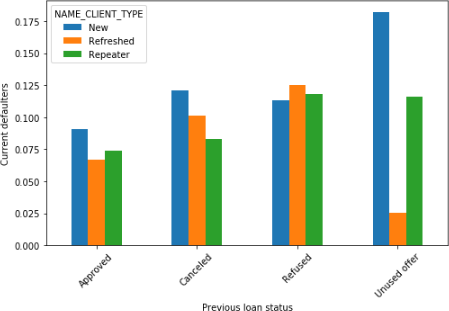 NAME_CLIENT_TYPE
New
Refreshed
Repeater
0.175
0.150
0.125
0.100
0.075
0.050
0.025
0.000
Current defaulters
Approved
Canceled
Refused
Unused offer
Previous loan status